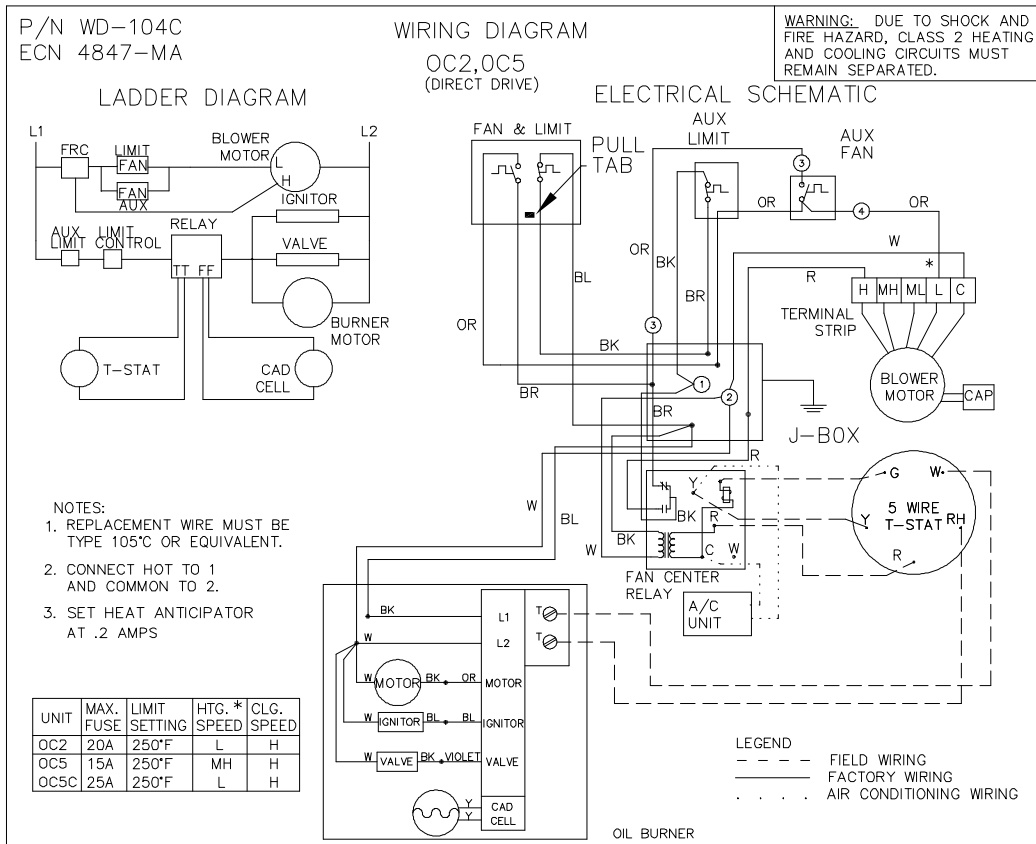 P/N WD-104C
ECN 4847-MA
WIRING DIAGRAM
OC2,OC5
(DIRECT DRIVE)
WARNING: DUE TO SHOCK AND
FIRE HAZARD, CLASS 2 HEATING
AND COOLING CIRCUITS MUST
REMAIN SEPARATED.
LADDER DIAGRAM
L1
L2
FRC
LIMIT
FAN
FAN
AUX
BLOWER
MOTOR
L
H
IGNITOR
AUX
LIMIT
LIMIT
CONTROL
RELAY
TT FF
VALVE
BURNER
MOTOR
T-STAT
CAD
CELL
ELECTRICAL SCHEMATIC
FAN & LIMIT
PULL
TAB
AUX
LIMIT
AUX
FAN
3
4
OR
OR
OR
BK
BL
BR
OR
W
R
*
H MH ML L C
TERMINAL
STRIP
BLOWER
MOTOR
CAP
3
BK
1
2
BR
BR
J-BOX
R
W
BL
W
BK
BK
Y
R
C
W
FAN CENTER
RELAY
A/C
UNIT
G
W
Y
5 WIRE
T-STAT
RH
R
NOTES:
1. REPLACEMENT WIRE MUST BE
TYPE 105°C OR EQUIVALENT.
2. CONNECT HOT TO 1
AND COMMON TO 2.
3. SET HEAT ANTICIPATOR
AT .2 AMPS
BK
L1
T
W
L2
T
W MOTOR BK OR MOTOR
W IGNITOR BL BL IGNITOR
W VALVE BK VIOLET VALVE
Y
Y
CAD
CELL
OIL BURNER
UNIT MAX. FUSE LIMIT SETTING HTG. * SPEED CLG. SPEED
OC2 20A 250°F L H
OC5 15A 250°F MH H
OC5C 25A 250°F L H
LEGEND
FIELD WIRING
FACTORY WIRING
AIR CONDITIONING WIRING